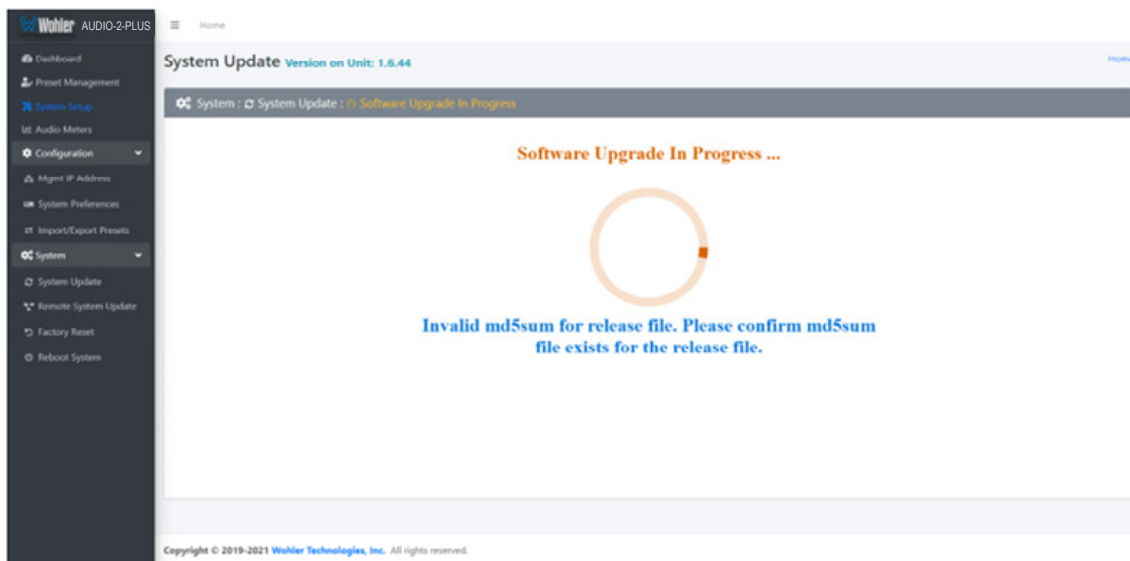 Wohler AUDIO-2-PLUS
Home
Dashboard
Preset Management
System Setup
Audio Meters
Configuration
Mgmt IP Address
System Preferences
Import/Export Presets
System
System Update
Remote System Update
Factory Reset
Reboot System
System Update Version on Unit: 1.6.44
Home
System : System Update : Software Upgrade In Progress
Software Upgrade In Progress ...
Invalid md5sum for release file. Please confirm md5sum
file exists for the release file.
Copyright © 2019-2021 Wohler Technologies, Inc. All rights reserved.